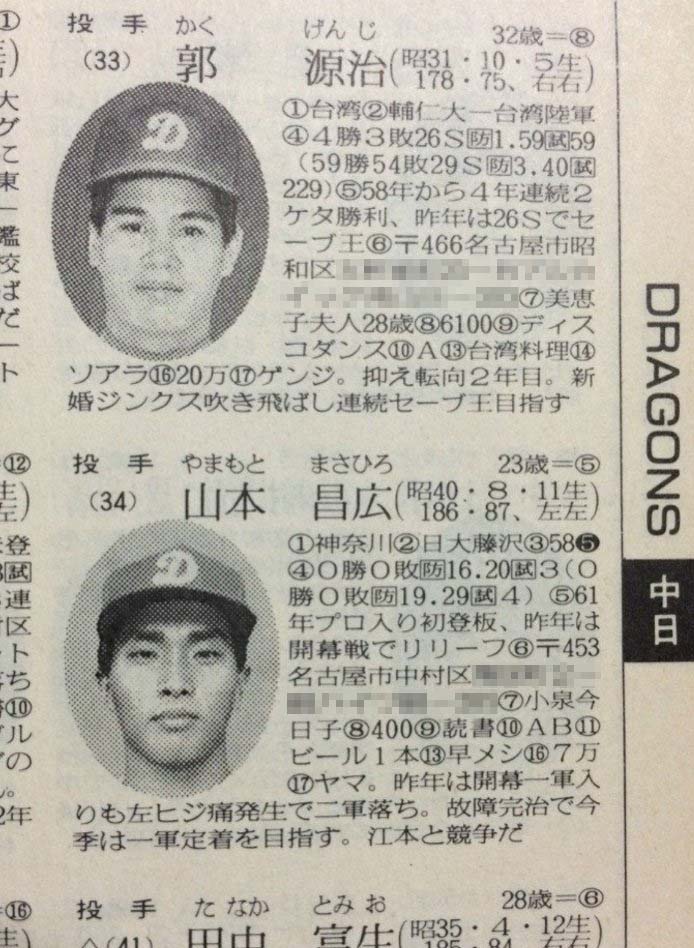 投手 かく げんじ 32歳=⑧
(33) 郭 源治(昭31・10・5生
178・75、右右)
①台湾②輔仁大―台湾陸軍
④4勝3敗26S防1.59試59
(59勝54敗29S防3.40試
229)⑤58年から4年連続2
ケタ勝利、昨年は26Sでセ
ーブ王⑥〒466名古屋市昭
和区
⑦美恵
子夫人28歳⑧6100⑨ディス
コダンス⑩A⑬台湾料理⑭
ソアラ⑯20万⑰ゲンジ。抑え転向2年目。新
婚ジンクス吹き飛ばし連続セーブ王目指す
投手 やまもと まさひろ 23歳=⑤
(34) 山本 昌広(昭40・8・11生
186・87、左左)
①神奈川②日大藤沢③58❺
④0勝0敗防16.20試3(0
勝0敗防19.29試4)⑤61
年プロ入り初登板、昨年は
開幕戦でリリーフ⑥〒453
名古屋市中村区
⑦小泉今
日子⑧400⑨読書⑩AB⑪
ビール1本⑬早メシ⑯7万
⑰ヤマ。昨年は開幕一軍入
りも左ヒジ痛発生で二軍落ち。故障完治で今
季は一軍定着を目指す。江本と競争だ
投手 たなか とみお 28歳=⑥
(41) 田中 富生(昭35・4・12生
DRAGONS
中日